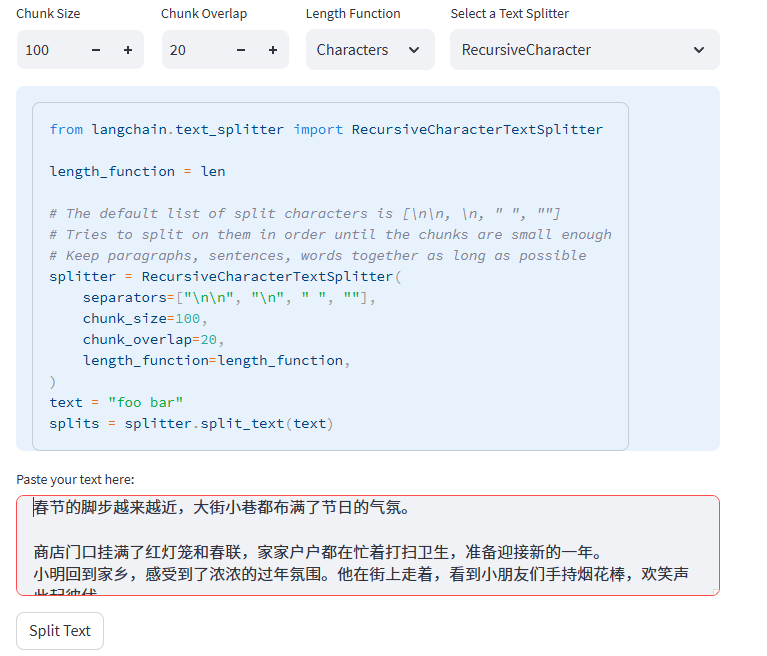 Chunk Size
Chunk Overlap
Length Function
Select a Text Splitter
100
−
+
20
−
+
Characters
RecursiveCharacter
from langchain.text_splitter import RecursiveCharacterTextSplitter
length_function = len
# The default list of split characters is [\n\n, \n, " ", ""]
# Tries to split on them in order until the chunks are small enough
# Keep paragraphs, sentences, words together as long as possible
splitter = RecursiveCharacterTextSplitter(
    separators=["\n\n", "\n", " ", ""],
    chunk_size=100,
    chunk_overlap=20,
    length_function=length_function,
)
text = "foo bar"
splits = splitter.split_text(text)
Paste your text here:
春节的脚步越来越近，大街小巷都布满了节日的气氛。
商店门口挂满了红灯笼和春联，家家户户都在忙着打扫卫生，准备迎接新的一年。
小明回到家乡，感受到了浓浓的过年氛围。他在街上走着，看到小朋友们手持烟花棒，欢笑声
此起彼伏
Split Text